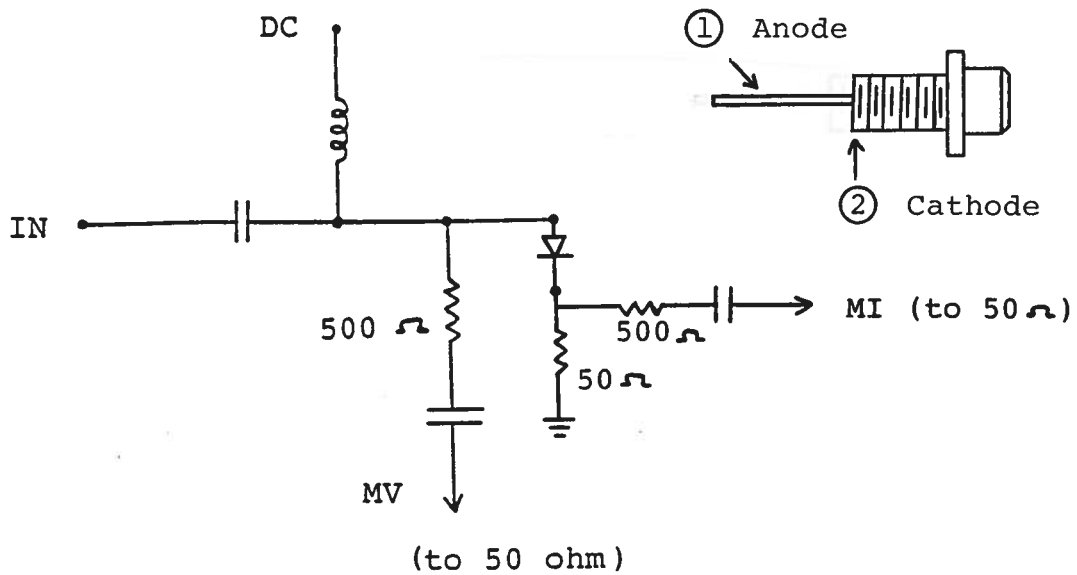 DC
① Anode
② Cathode
IN
500 Ω
500 Ω
MI (to 50 Ω)
50 Ω
MV
(to 50 ohm)